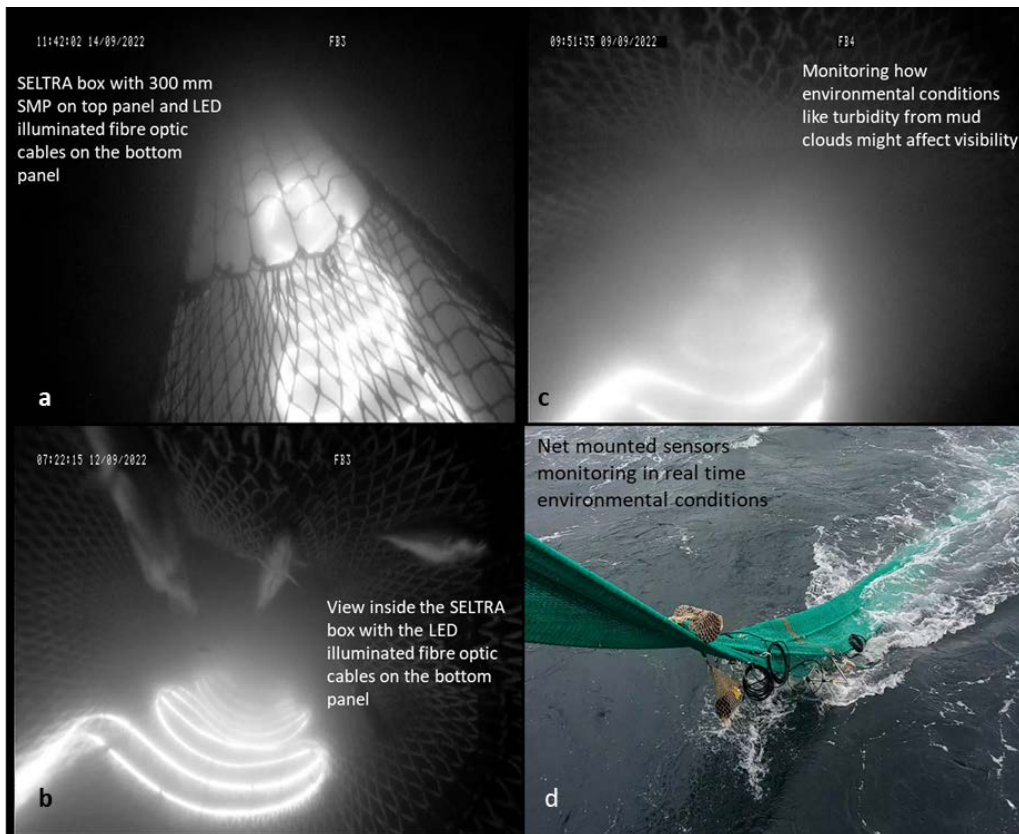 11:42:02 14/09/2022
FB3
SELTRA box with 300 mm
SMP on top panel and LED
illuminated fibre optic
cables on the bottom
panel
a
09:51:35 09/09/2022
FB4
Monitoring how
environmental conditions
like turbidity from mud
clouds might affect visibility
c
07:22:15 12/09/2022
FB3
View inside the SELTRA
box with the LED
illuminated fibre optic
cables on the bottom
panel
b
Net mounted sensors
monitoring in real time
environmental conditions
d